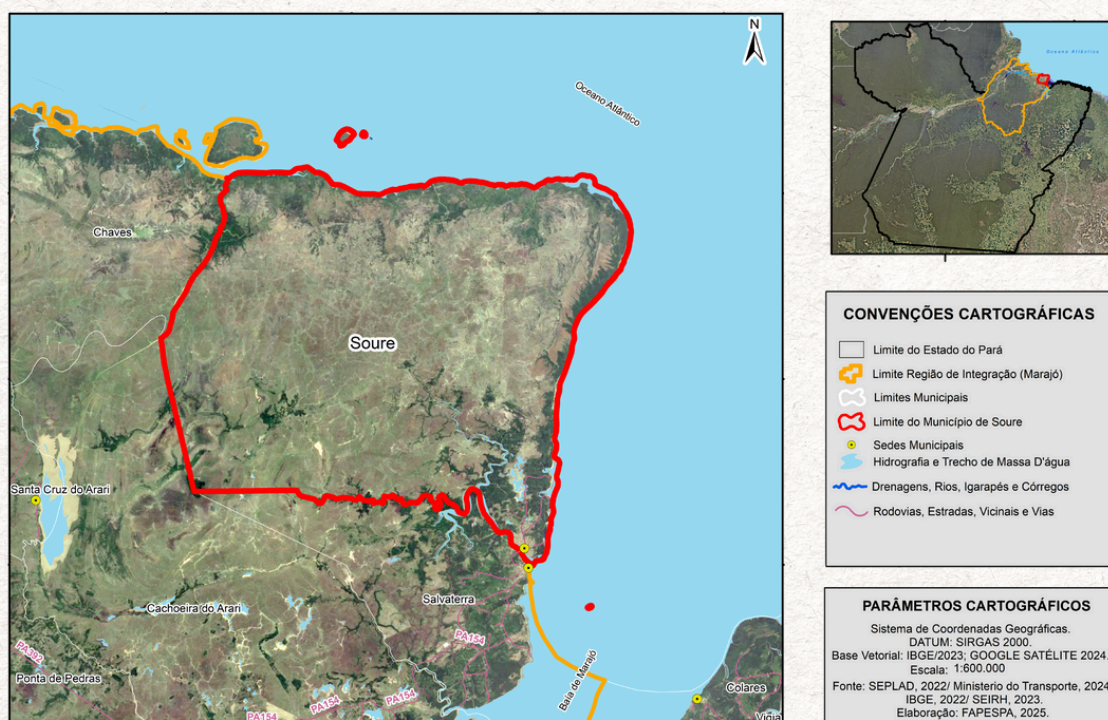 N
Oceano Atlântico
Chaves
Soure
Santa Cruz do Arari
Cachoeira do Arari
Salvaterra
PA154
PA392
Ponta de Pedras
PA154
PA154
PA154
Baía de Marajó
Colares
Vigia
N
Oceano Atlântico
CONVENÇÕES CARTOGRÁFICAS
Limite do Estado do Pará
Limite Região de Integração (Marajó)
Limites Municipais
Limite do Município de Soure
Sedes Municipais
Hidrografia e Trecho de Massa D'água
Drenagens, Rios, Igarapés e Córregos
Rodovias, Estradas, Vicinais e Vias
PARÂMETROS CARTOGRÁFICOS
Sistema de Coordenadas Geográficas.
DATUM: SIRGAS 2000.
Base Vetorial: IBGE/2023; GOOGLE SATÉLITE 2024.
Escala: 1:600.000
Fonte: SEPLAD, 2022/ Ministerio do Transporte, 2024
IBGE, 2022/ SEIRH, 2023.
Elaboração: FAPESPA, 2025.